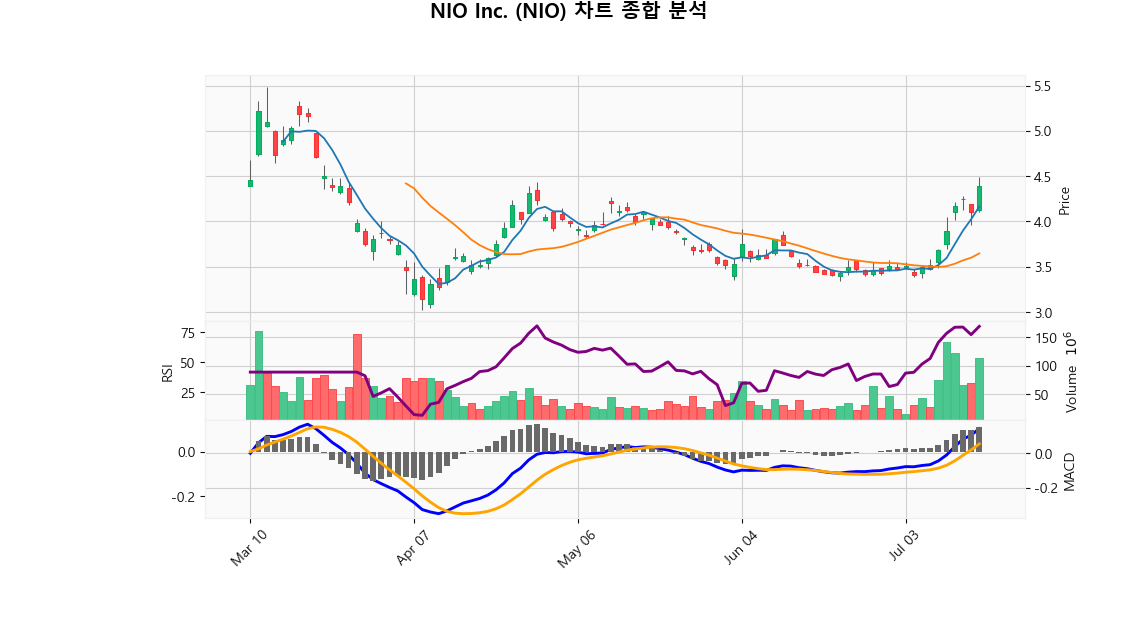 NIO Inc. (NIO) 차트 종합 분석
5.5
5.0
4.5
4.0
3.5
3.0
Price
75
50
25
RSI
150
100
50
Volume 10⁶
0.0
-0.2
0.0
-0.2
MACD
Mar 10
Apr 07
May 06
Jun 04
Jul 03